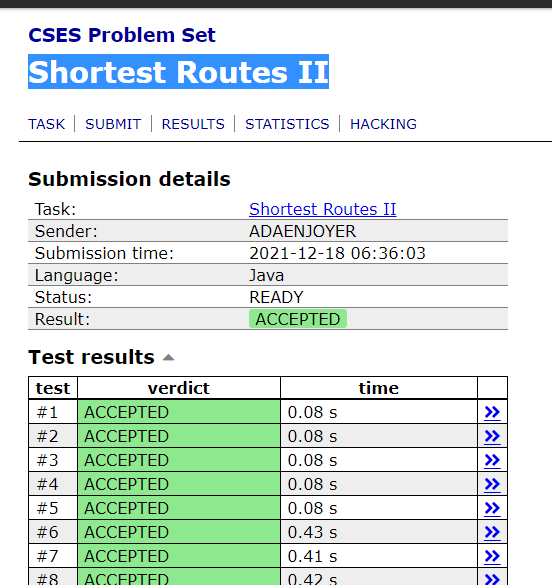 CSES Problem Set
Shortest Routes II
TASK | SUBMIT | RESULTS | STATISTICS | HACKING
Submission details
Task: Shortest Routes II
Sender: ADAENJOYER
Submission time: 2021-12-18 06:36:03
Language: Java
Status: READY
Result: ACCEPTED
Test results
test verdict time
#1 ACCEPTED 0.08 s »
#2 ACCEPTED 0.08 s »
#3 ACCEPTED 0.08 s »
#4 ACCEPTED 0.08 s »
#5 ACCEPTED 0.08 s »
#6 ACCEPTED 0.43 s »
#7 ACCEPTED 0.41 s »
#8 ACCEPTED 0.42 s »